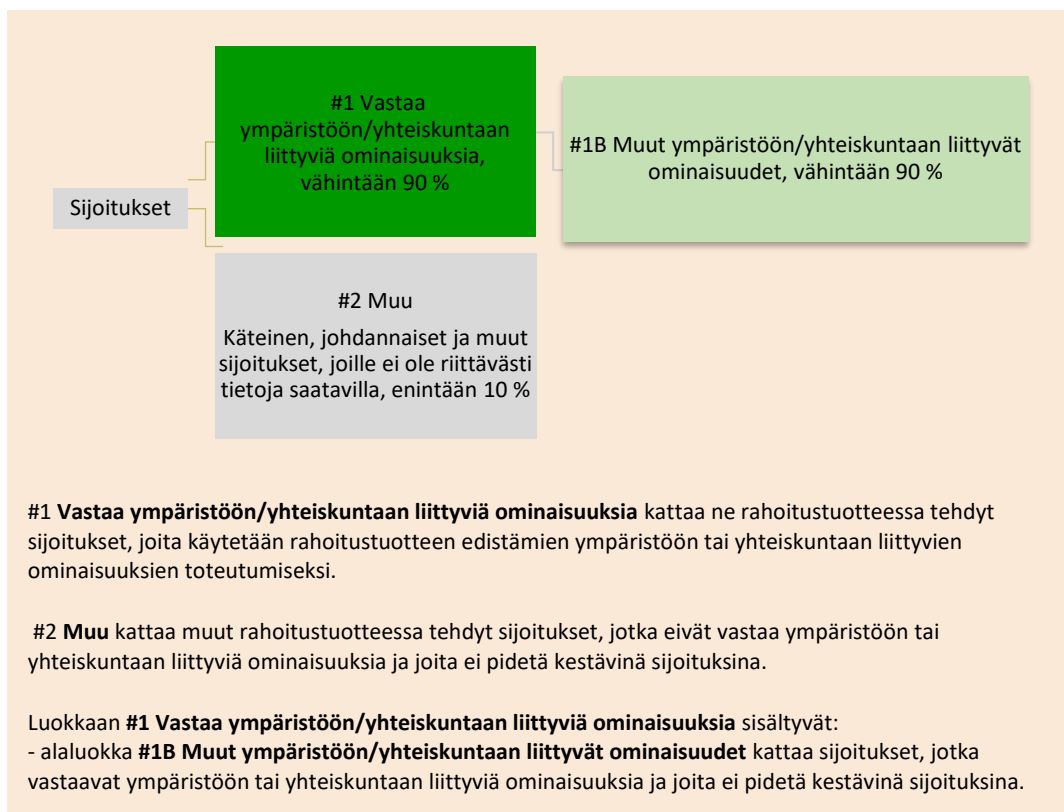 #1 Vastaa
ympäristöön/yhteiskuntaan
liittyviä ominaisuuksia,
vähintään 90 %
#1B Muut ympäristöön/yhteiskuntaan liittyvät
ominaisuudet, vähintään 90 %
Sijoitukset
#2 Muu
Käteinen, johdannaiset ja muut
sijoitukset, joille ei ole riittävästi
tietoja saatavilla, enintään 10 %
#1 Vastaa ympäristöön/yhteiskuntaan liittyviä ominaisuuksia kattaa ne rahoitustuotteessa tehdyt
sijoitukset, joita käytetään rahoitustuotteen edistämien ympäristöön tai yhteiskuntaan liittyvien
ominaisuuksien toteutumiseksi.
#2 Muu kattaa muut rahoitustuotteessa tehdyt sijoitukset, jotka eivät vastaa ympäristöön tai
yhteiskuntaan liittyviä ominaisuuksia ja joita ei pidetä kestävinä sijoituksina.
Luokkaan #1 Vastaa ympäristöön/yhteiskuntaan liittyviä ominaisuuksia sisältyvät:
- alaluokka #1B Muut ympäristöön/yhteiskuntaan liittyvät ominaisuudet kattaa sijoitukset, jotka
vastaavat ympäristöön tai yhteiskuntaan liittyviä ominaisuuksia ja joita ei pidetä kestävinä sijoituksina.